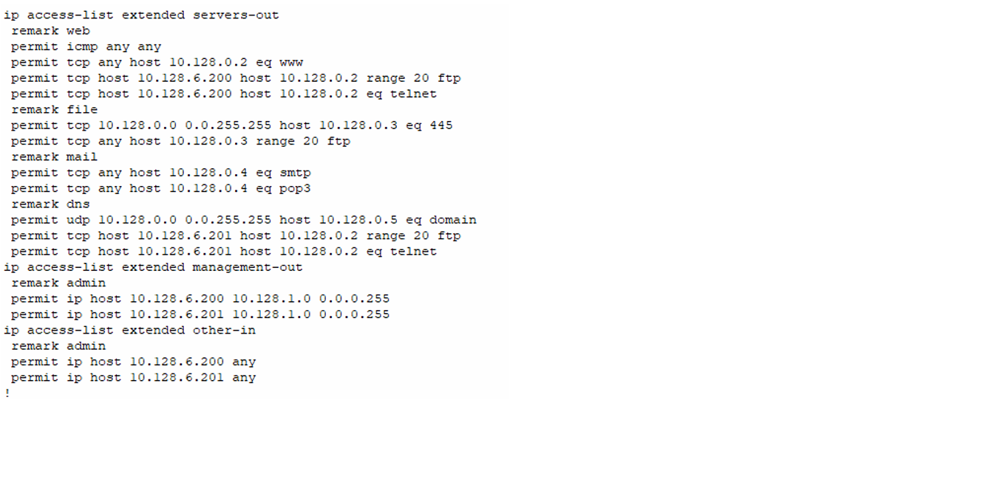 ip access-list extended servers-out
 remark web
 permit icmp any any
 permit tcp any host 10.128.0.2 eq www
 permit tcp host 10.128.6.200 host 10.128.0.2 range 20 ftp
 permit tcp host 10.128.6.200 host 10.128.0.2 eq telnet
 remark file
 permit tcp 10.128.0.0 0.0.255.255 host 10.128.0.3 eq 445
 permit tcp any host 10.128.0.3 range 20 ftp
 remark mail
 permit tcp any host 10.128.0.4 eq smtp
 permit tcp any host 10.128.0.4 eq pop3
 remark dns
 permit udp 10.128.0.0 0.0.255.255 host 10.128.0.5 eq domain
 permit tcp host 10.128.6.201 host 10.128.0.2 range 20 ftp
 permit tcp host 10.128.6.201 host 10.128.0.2 eq telnet
ip access-list extended management-out
 remark admin
 permit ip host 10.128.6.200 10.128.1.0 0.0.0.255
 permit ip host 10.128.6.201 10.128.1.0 0.0.0.255
ip access-list extended other-in
 remark admin
 permit ip host 10.128.6.200 any
 permit ip host 10.128.6.201 any
!